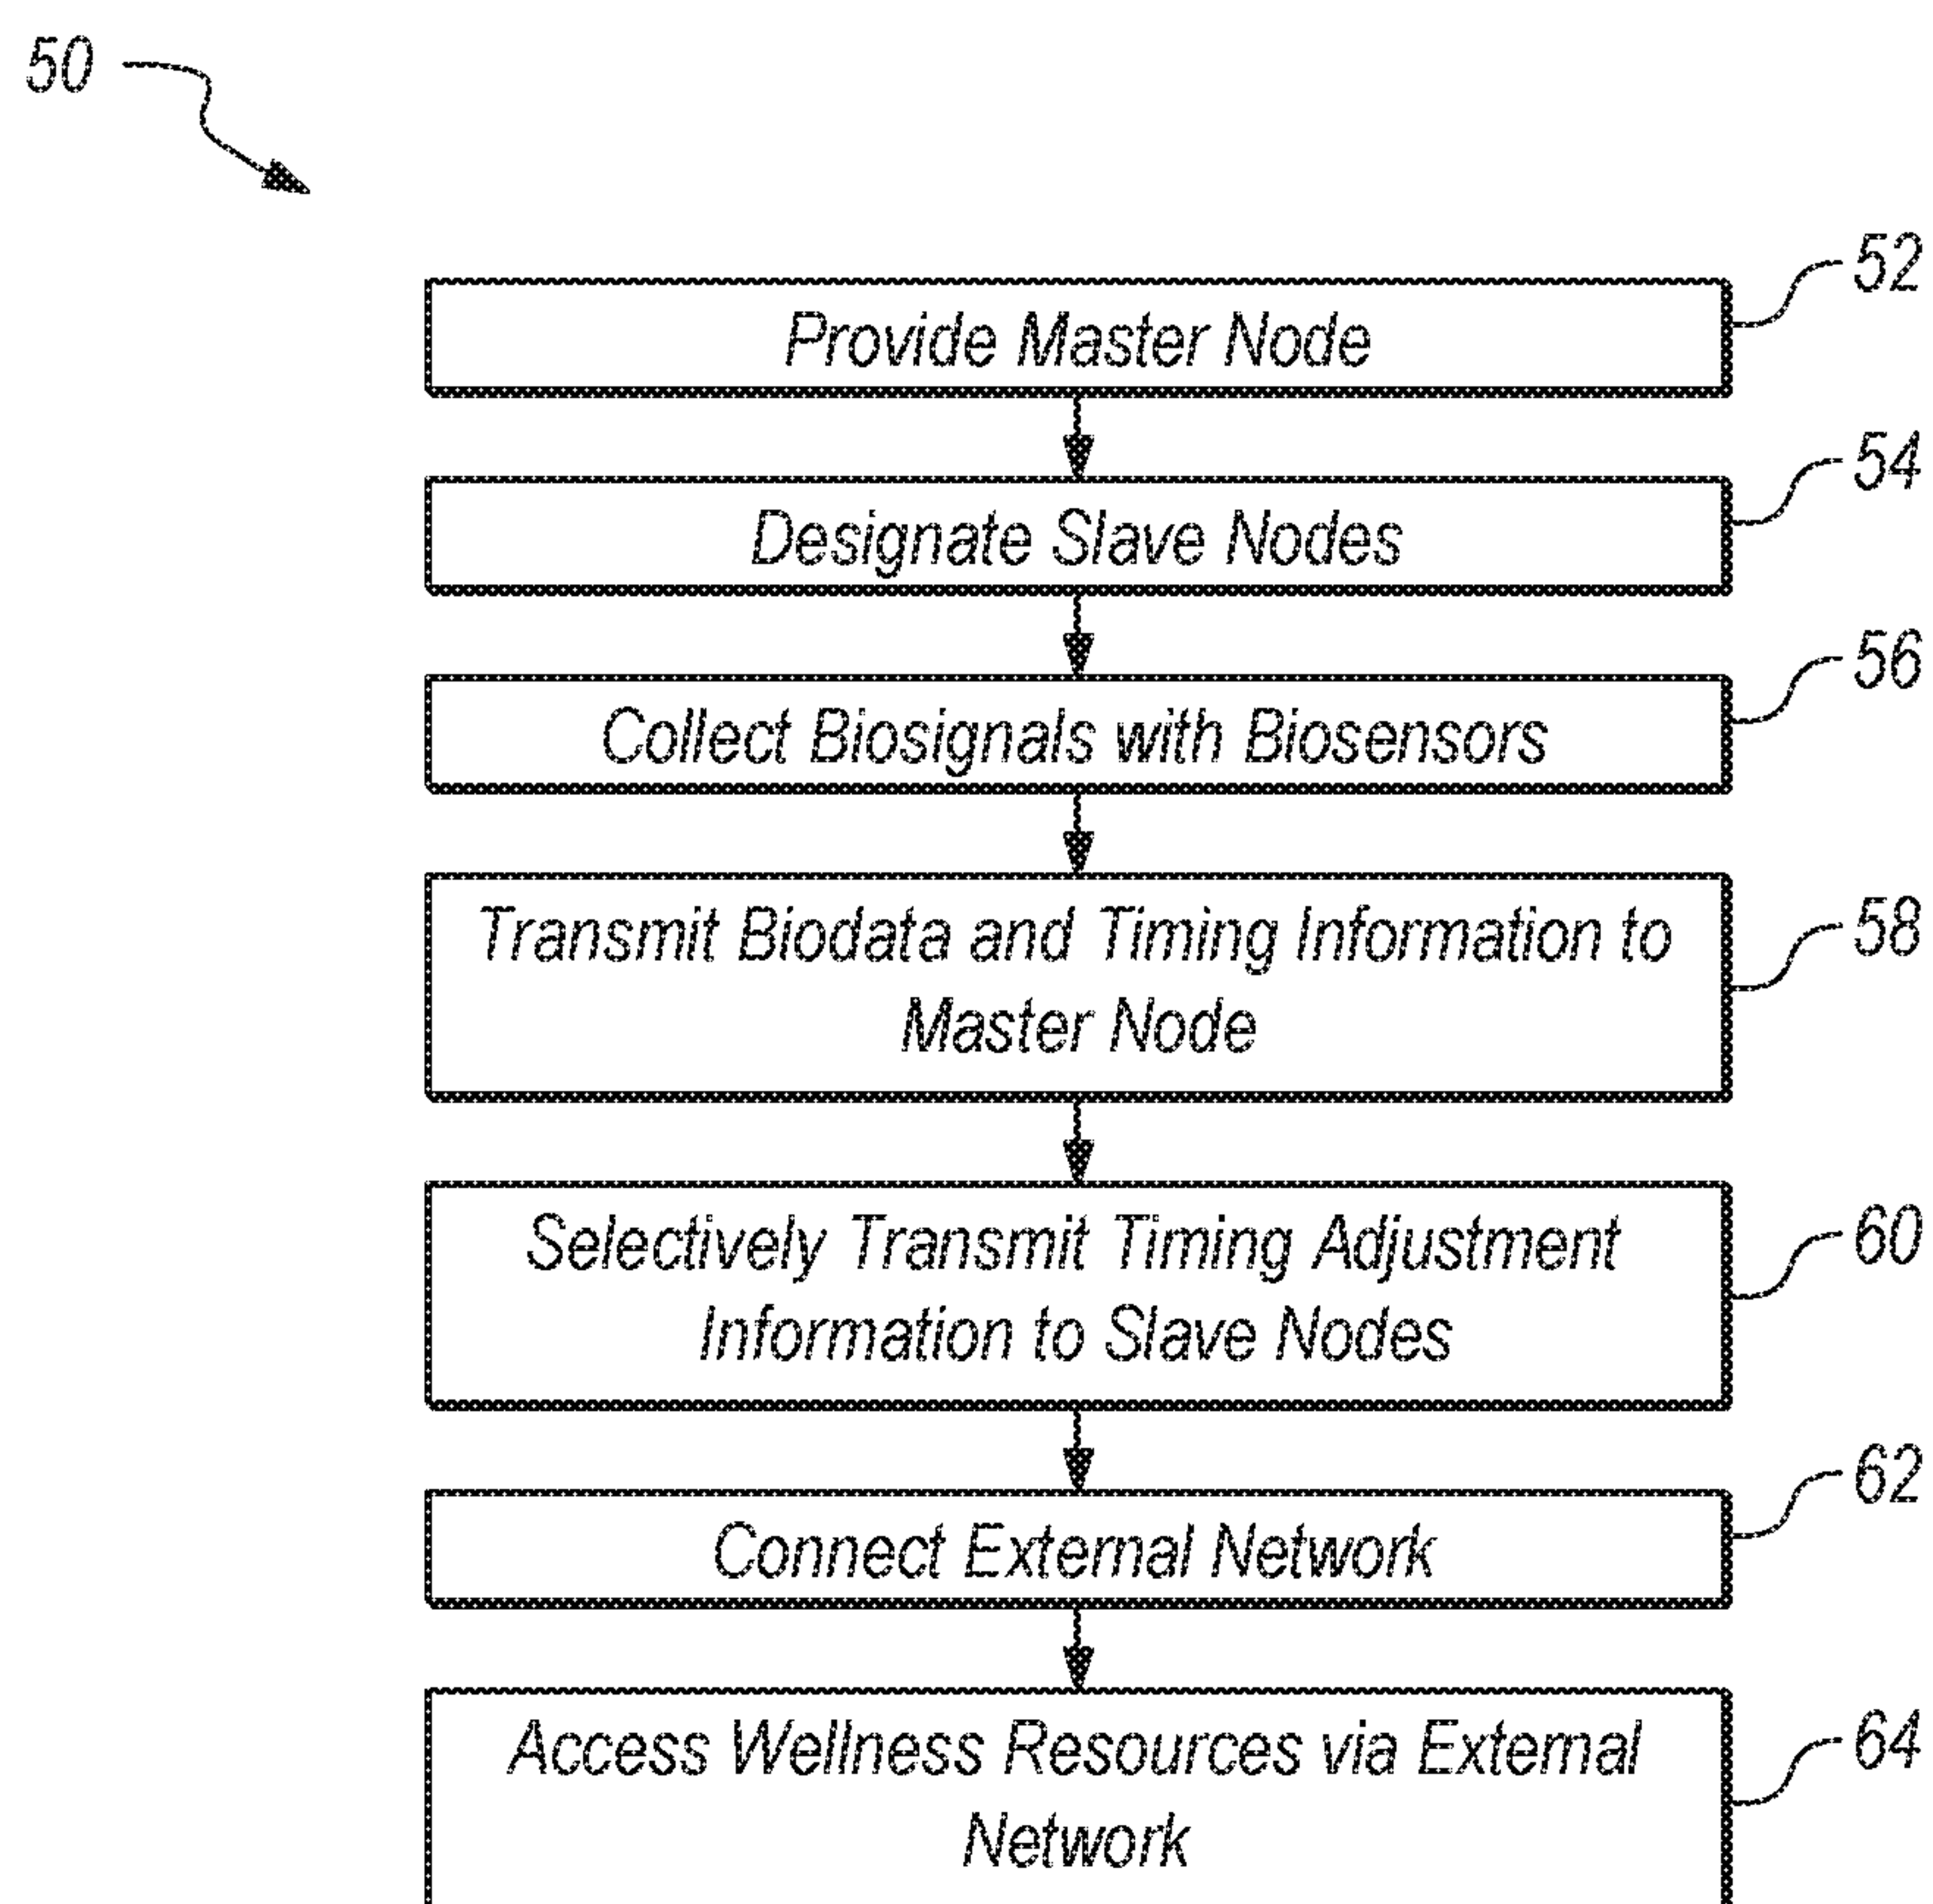 50
52
Provide Master Node
54
Designate Slave Nodes
56
Collect Biosignals with Biosensors
58
Transmit Biodata and Timing Information to
Master Node
60
Selectively Transmit Timing Adjustment
Information to Slave Nodes
62
Connect External Network
64
Access Wellness Resources via External
Network